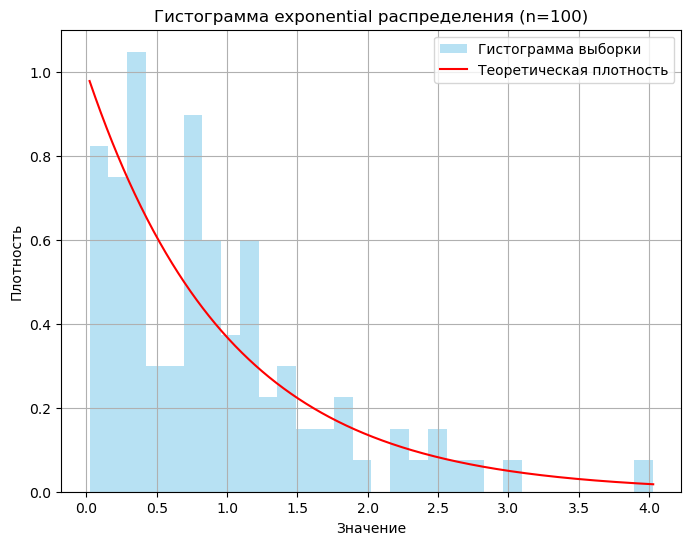 Гистограмма exponential распределения (n=100)
Гистограмма выборки
Теоретическая плотность
Плотность
1.0
0.8
0.6
0.4
0.2
0.0
0.0 0.5 1.0 1.5 2.0 2.5 3.0 3.5 4.0
Значение